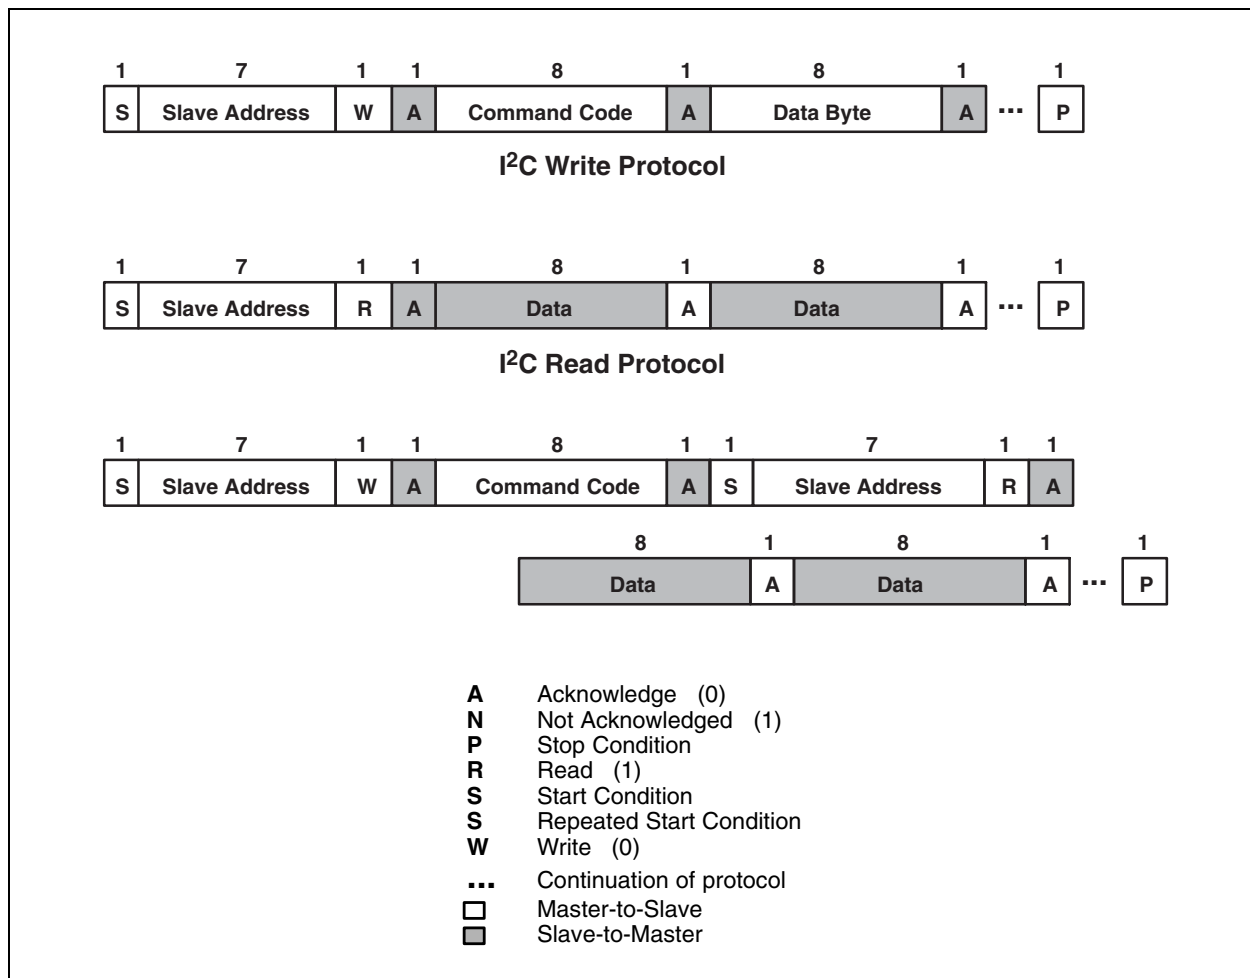 1 7 1 1 8 1 8 1 1
S Slave Address W A Command Code A Data Byte A ... P
I²C Write Protocol
1 7 1 1 8 1 8 1 1
S Slave Address R A Data A Data A ... P
I²C Read Protocol
1 7 1 1 8 1 1 7 1 1
S Slave Address W A Command Code A S Slave Address R A
8 1 8 1 1
Data A Data A ... P
A Acknowledge (0)
N Not Acknowledged (1)
P Stop Condition
R Read (1)
S Start Condition
S Repeated Start Condition
W Write (0)
... Continuation of protocol
Master-to-Slave
Slave-to-Master